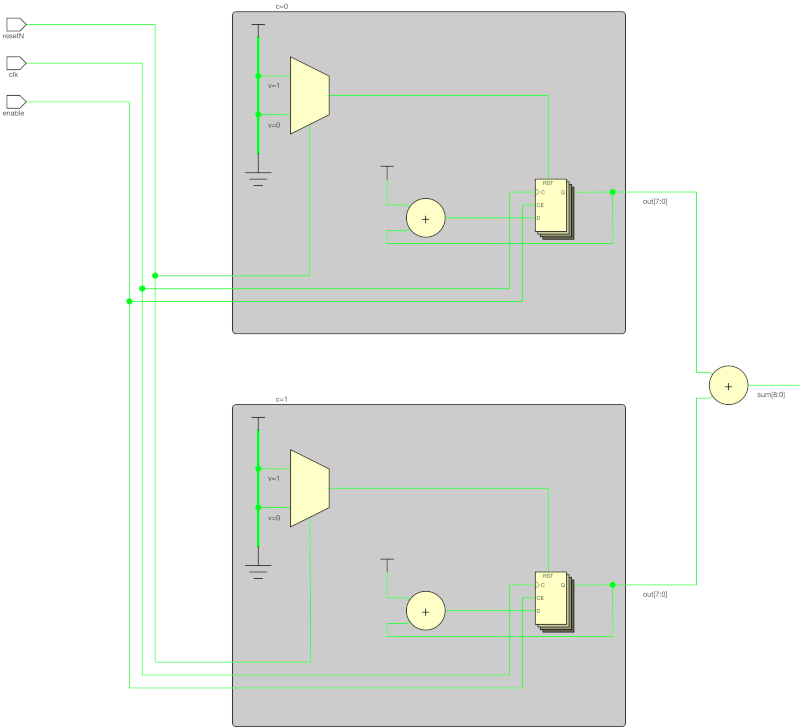 c=0
resetN
clk
enable
v=1
v=0
RST
C
Q
CE
D
+
out[7:0]
+
sum[8:0]
c=1
v=1
v=0
RST
C
Q
CE
D
+
out[7:0]